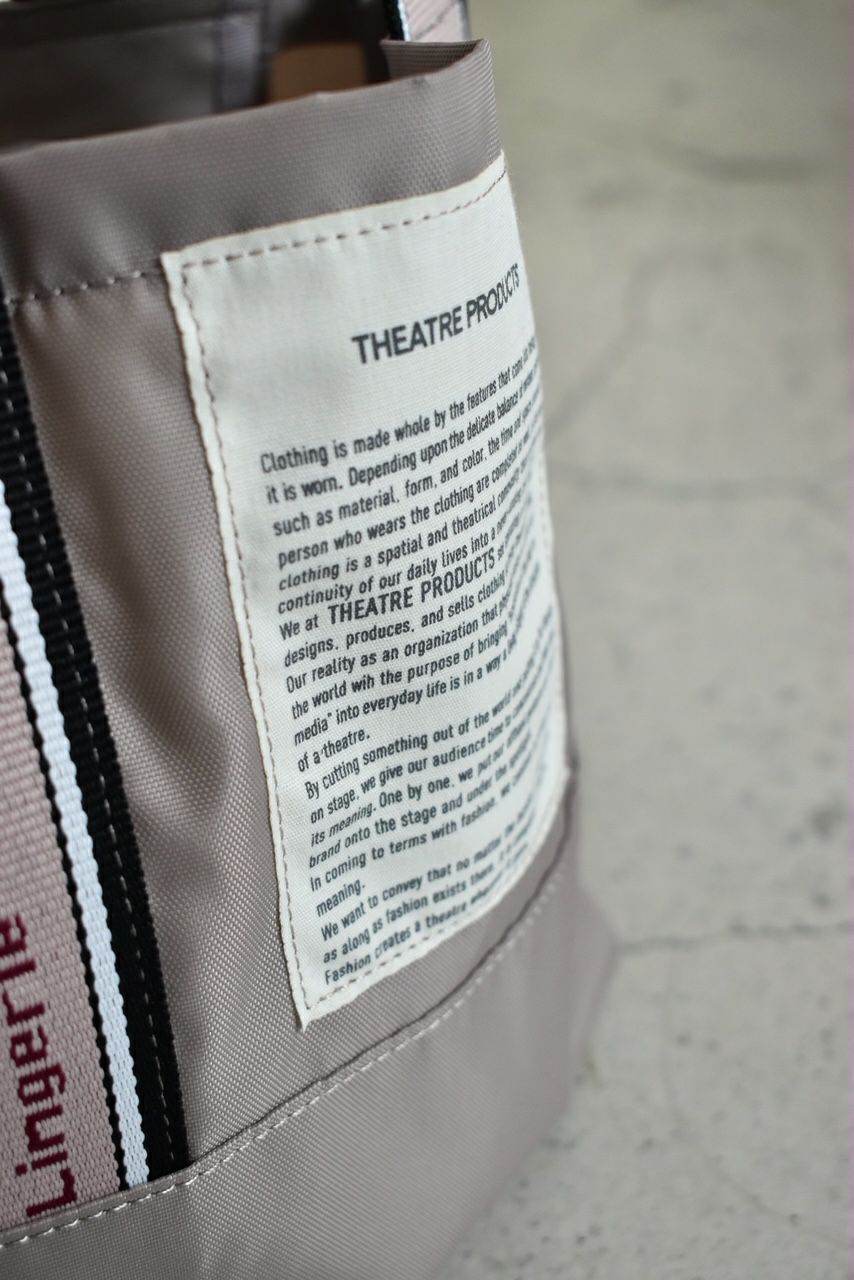 THEATRE PRODUCTS
Clothing is made whole by the features that
it is worn. Depending upon the delicate balance
such as material, form, and color, the time and
person who wears the clothing are
clothing is a spatial and theatrical
continuity of our daily lives into a
We at THEATRE PRODUCTS
designs, produces, and sells clothing
Our reality as an organization that
the world wih the purpose of bringing
media" into everyday life is in a way a
of a theatre.
By cutting something out of the world and
on stage, we give our audience time to
its meaning. One by one, we put our
brand onto the stage and under the
In coming to terms with fashion, we
meaning.
We want to convey that no matter the
as along as fashion exists there,
Fashion creates a theatre
Lingerie